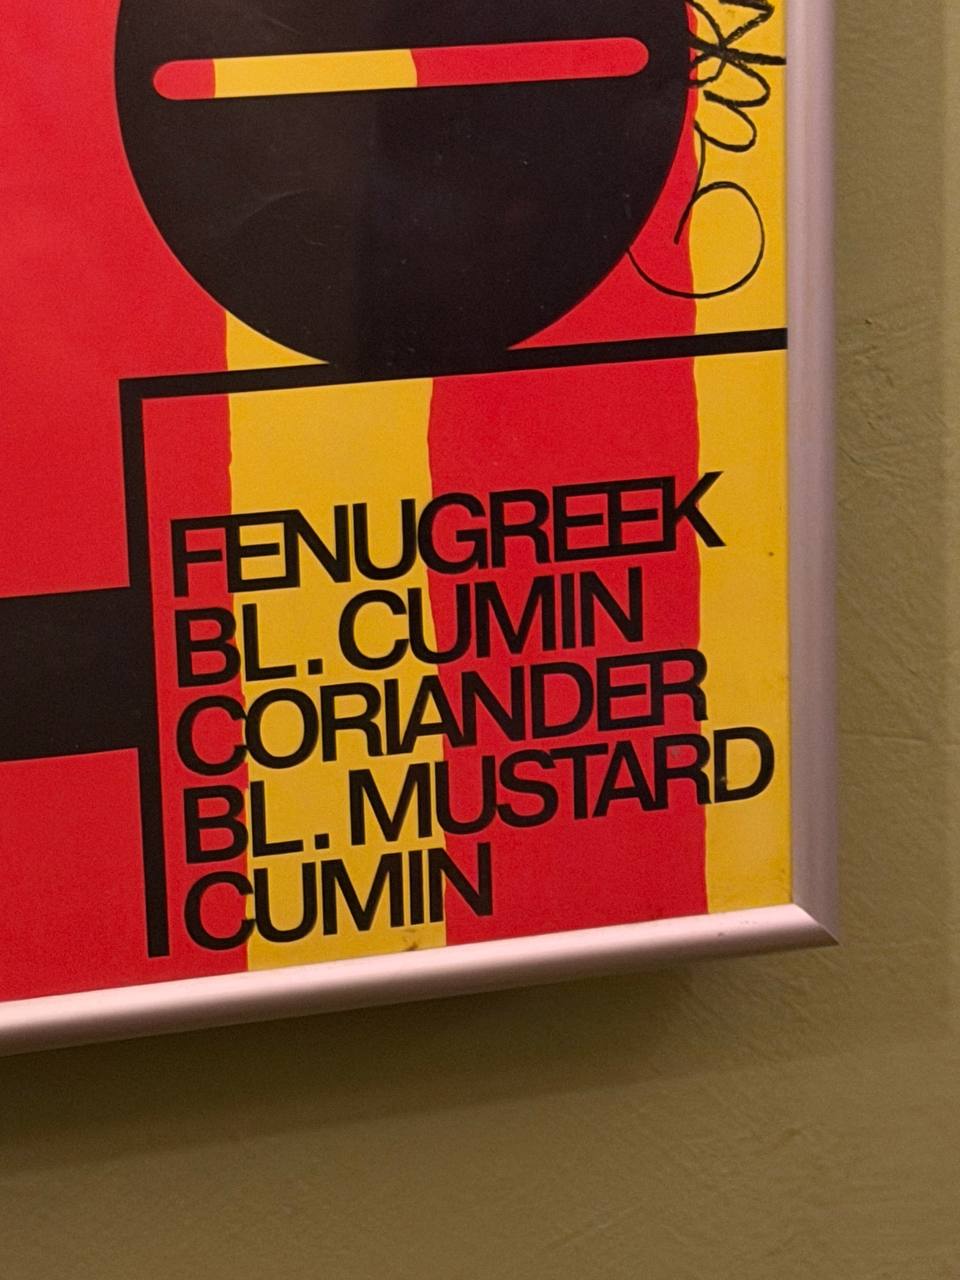 FENUGREEK
BL. CUMIN
CORIANDER
BL. MUSTARD
CUMIN